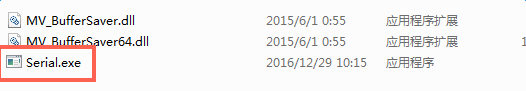 MV_BufferSaver.dll 2015/6/1 0:55 应用程序扩展
MV_BufferSaver64.dll 2015/6/1 0:55 应用程序扩展 1
Serial.exe 2016/12/29 10:15 应用程序